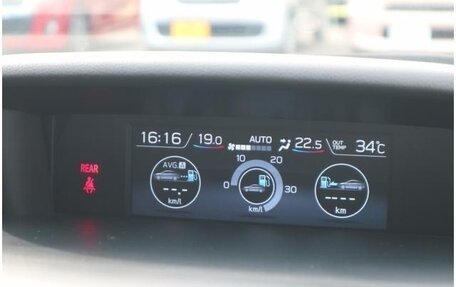 16:16 19.0 AUTO 22.5 OUT TEMP 34℃
REAR
AVG.A
--.-
km/l
0 10 20 30
km/l
---
km